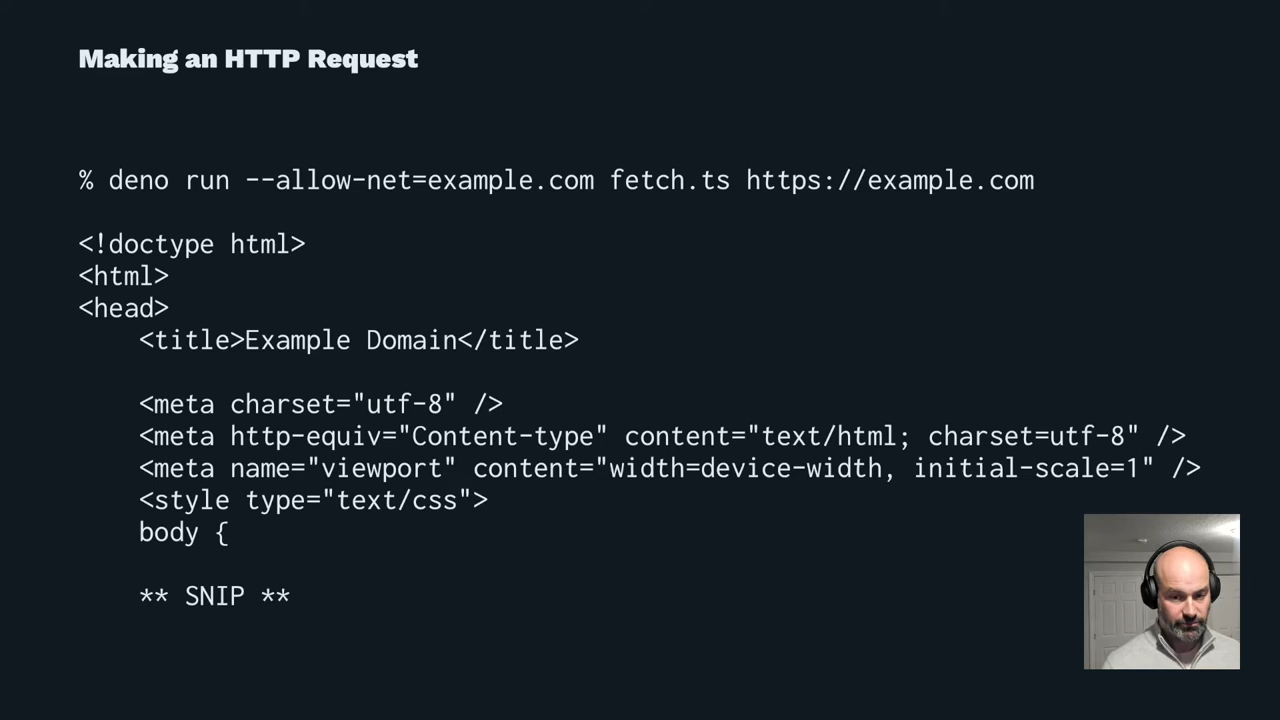 Making an HTTP Request
% deno run --allow-net=example.com fetch.ts https://example.com
<!doctype html>
<html>
<head>
<title>Example Domain</title>
<meta charset="utf-8" />
<meta http-equiv="Content-type" content="text/html; charset=utf-8" />
<meta name="viewport" content="width=device-width, initial-scale=1" />
<style type="text/css">
body {
** SNIP **